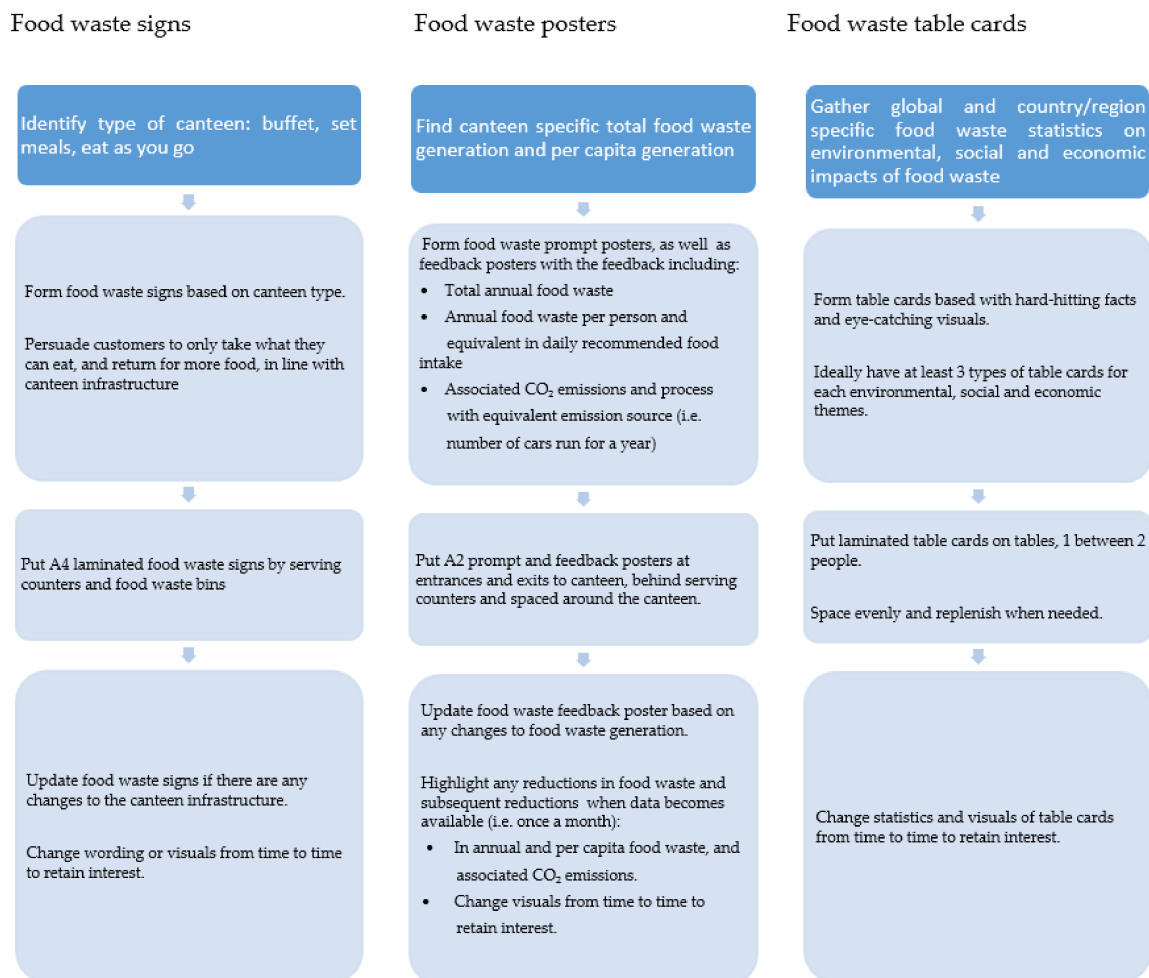 Food waste signs
Food waste posters
Food waste table cards
Identify type of canteen: buffet, set
meals, eat as you go
Form food waste signs based on canteen type.
Persuade customers to only take what they
can eat, and return for more food, in line with
canteen infrastructure
Put A4 laminated food waste signs by serving
counters and food waste bins
Update food waste signs if there are any
changes to the canteen infrastructure.
Change wording or visuals from time to time
to retain interest.
Find canteen specific total food waste
generation and per capita generation
Form food waste prompt posters, as well as
feedback posters with the feedback including:
• Total annual food waste
• Annual food waste per person and
equivalent in daily recommended food
intake
• Associated CO₂ emissions and process
with equivalent emission source (i.e.
number of cars run for a year)
Put A2 prompt and feedback posters at
entrances and exits to canteen, behind serving
counters and spaced around the canteen.
Update food waste feedback poster based on
any changes to food waste generation.
Highlight any reductions in food waste and
subsequent reductions when data becomes
available (i.e. once a month):
• In annual and per capita food waste, and
associated CO₂ emissions.
• Change visuals from time to time to
retain interest.
Gather global and country/region
specific food waste statistics on
environmental, social and economic
impacts of food waste
Form table cards based with hard-hitting facts
and eye-catching visuals.
Ideally have at least 3 types of table cards for
each environmental, social and economic
themes.
Put laminated table cards on tables, 1 between 2
people.
Space evenly and replenish when needed.
Change statistics and visuals of table cards
from time to time to retain interest.